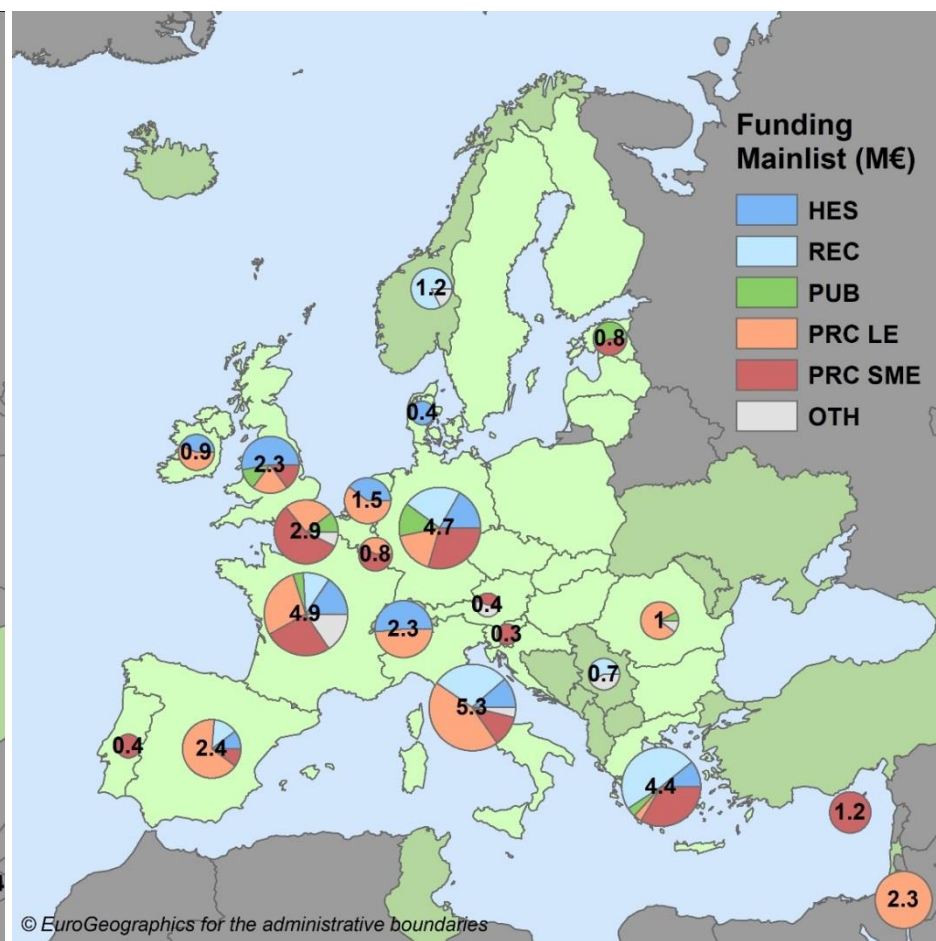 Funding
Mainlist (M€)
HES
REC
PUB
PRC LE
PRC SME
OTH
1.2
0.8
0.4
0.9
2.3
1.5
4.7
2.9
0.8
4.9
2.3
0.4
0.3
1
0.7
5.3
0.4
2.4
4.4
1.2
2.3
© EuroGeographics for the administrative boundaries